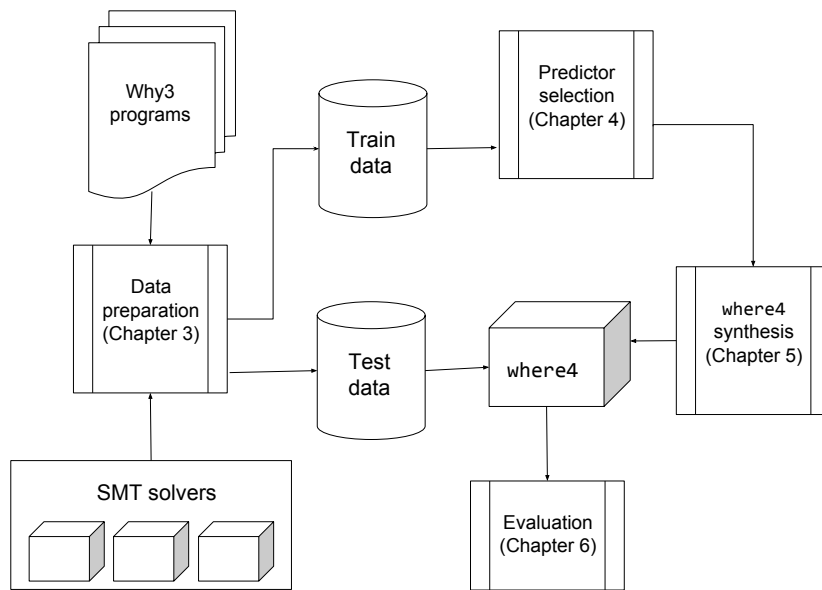 Why3
programs
Data
preparation
(Chapter 3)
SMT solvers
Train
data
Test
data
Predictor
selection
(Chapter 4)
where4
synthesis
(Chapter 5)
where4
Evaluation
(Chapter 6)